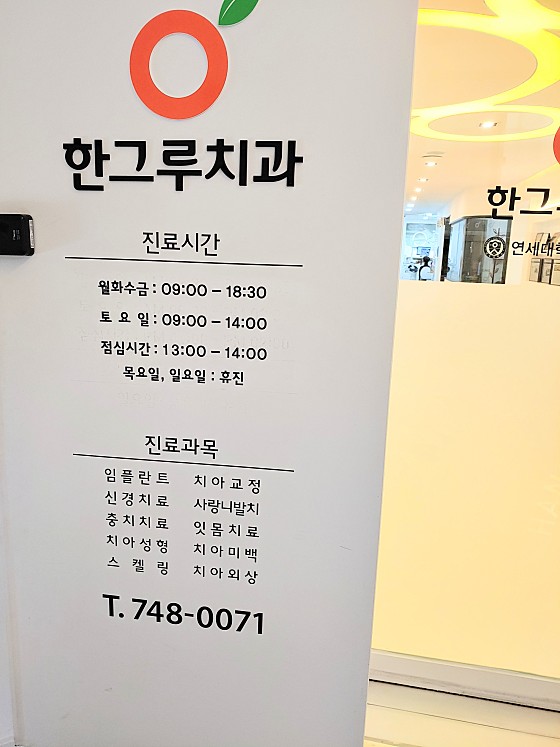 한그루치과
진료시간
월화수금 : 09:00 – 18:30
토 요 일 : 09:00 – 14:00
점심시간 : 13:00 – 14:00
목요일, 일요일 : 휴진
진료과목
임플란트 치아교정
신경치료 사랑니발치
충치치료 잇몸치료
치아성형 치아미백
스 켈 링 치아외상
T. 748-0071
한그
연세대